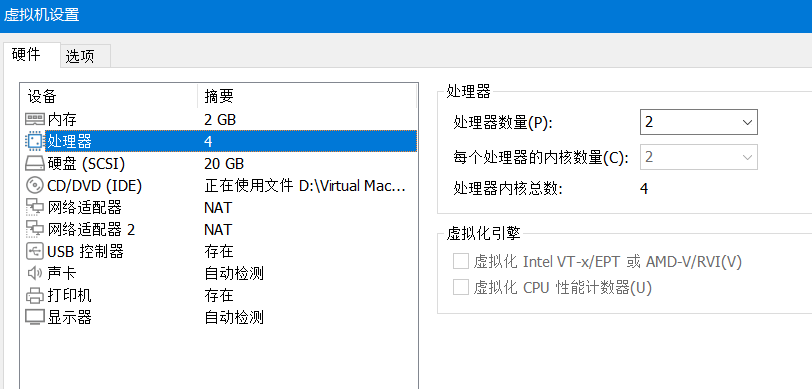 虚拟机设置
硬件 选项
设备 摘要
内存 2 GB
处理器 4
硬盘 (SCSI) 20 GB
CD/DVD (IDE) 正在使用文件 D:\Virtual Mac...
网络适配器 NAT
网络适配器 2 NAT
USB 控制器 存在
声卡 自动检测
打印机 存在
显示器 自动检测
处理器
处理器数量(P): 2
每个处理器的内核数量(C): 2
处理器内核总数: 4
虚拟化引擎
虚拟化 Intel VT-x/EPT 或 AMD-V/RVI(V)
虚拟化 CPU 性能计数器(U)